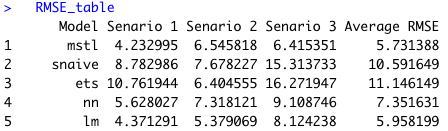 > RMSE_table
Model Senario 1 Senario 2 Senario 3 Average RMSE
1 mstl 4.232995 6.545818 6.415351 5.731388
2 snaive 8.782986 7.678227 15.313733 10.591649
3 ets 10.761944 6.404555 16.271947 11.146149
4 nn 5.628027 7.318121 9.108746 7.351631
5 lm 4.371291 5.379069 8.124238 5.958199